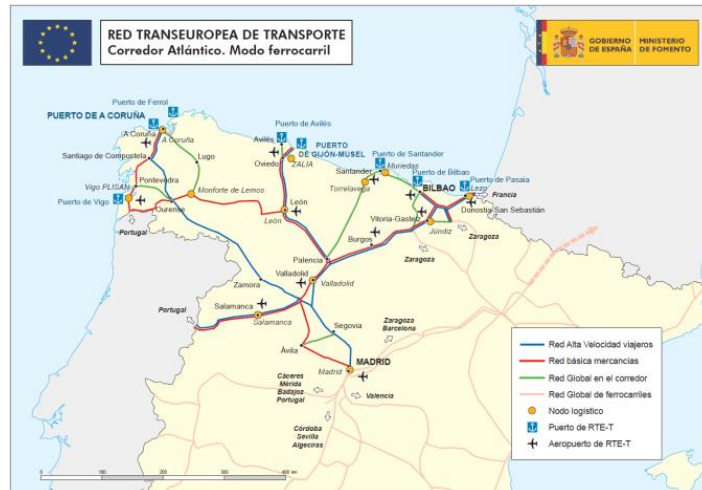 RED TRANSEUROPEA DE TRANSPORTE
Corredor Atlántico. Modo ferrocarril
GOBIERNO
DE ESPAÑA
MINISTERIO
DE FOMENTO
Puerto de Ferrol
PUERTO DE A CORUÑA
A Coruña
A Coruña
Santiago de Compostela
Lugo
Pontevedra
Vigo PLISAN
Monforte de Lemos
Puerto de Vigo
Ourense
Portugal
Puerto de Avilés
Avilés
PUERTO
DE GIJÓN-MUSEL
Oviedo
ZALIA
León
León
Puerto de Santander
Santander
Muriedas
Torrelavega
Puerto de Bilbao
BILBAO
Puerto de Pasaia
Lezo
Francia
Donostia San Sebastián
Vitoria-Gasteiz
Júndiz
Zaragoza
Zaragoza
Burgos
Palencia
Valladolid
Valladolid
Zamora
Salamanca
Salamanca
Portugal
Segovia
Ávila
Zaragoza
Barcelona
MADRID
Madrid
Cáceres
Mérida
Badajoz
Portugal
Valencia
Córdoba
Sevilla
Algeciras
Red Alta Velocidad viajeros
Red básica mercancías
Red Global en el corredor
Red Global de ferrocarriles
Nodo logístico
Puerto de RTE-T
Aeropuerto de RTE-T
0 100 200 400 km